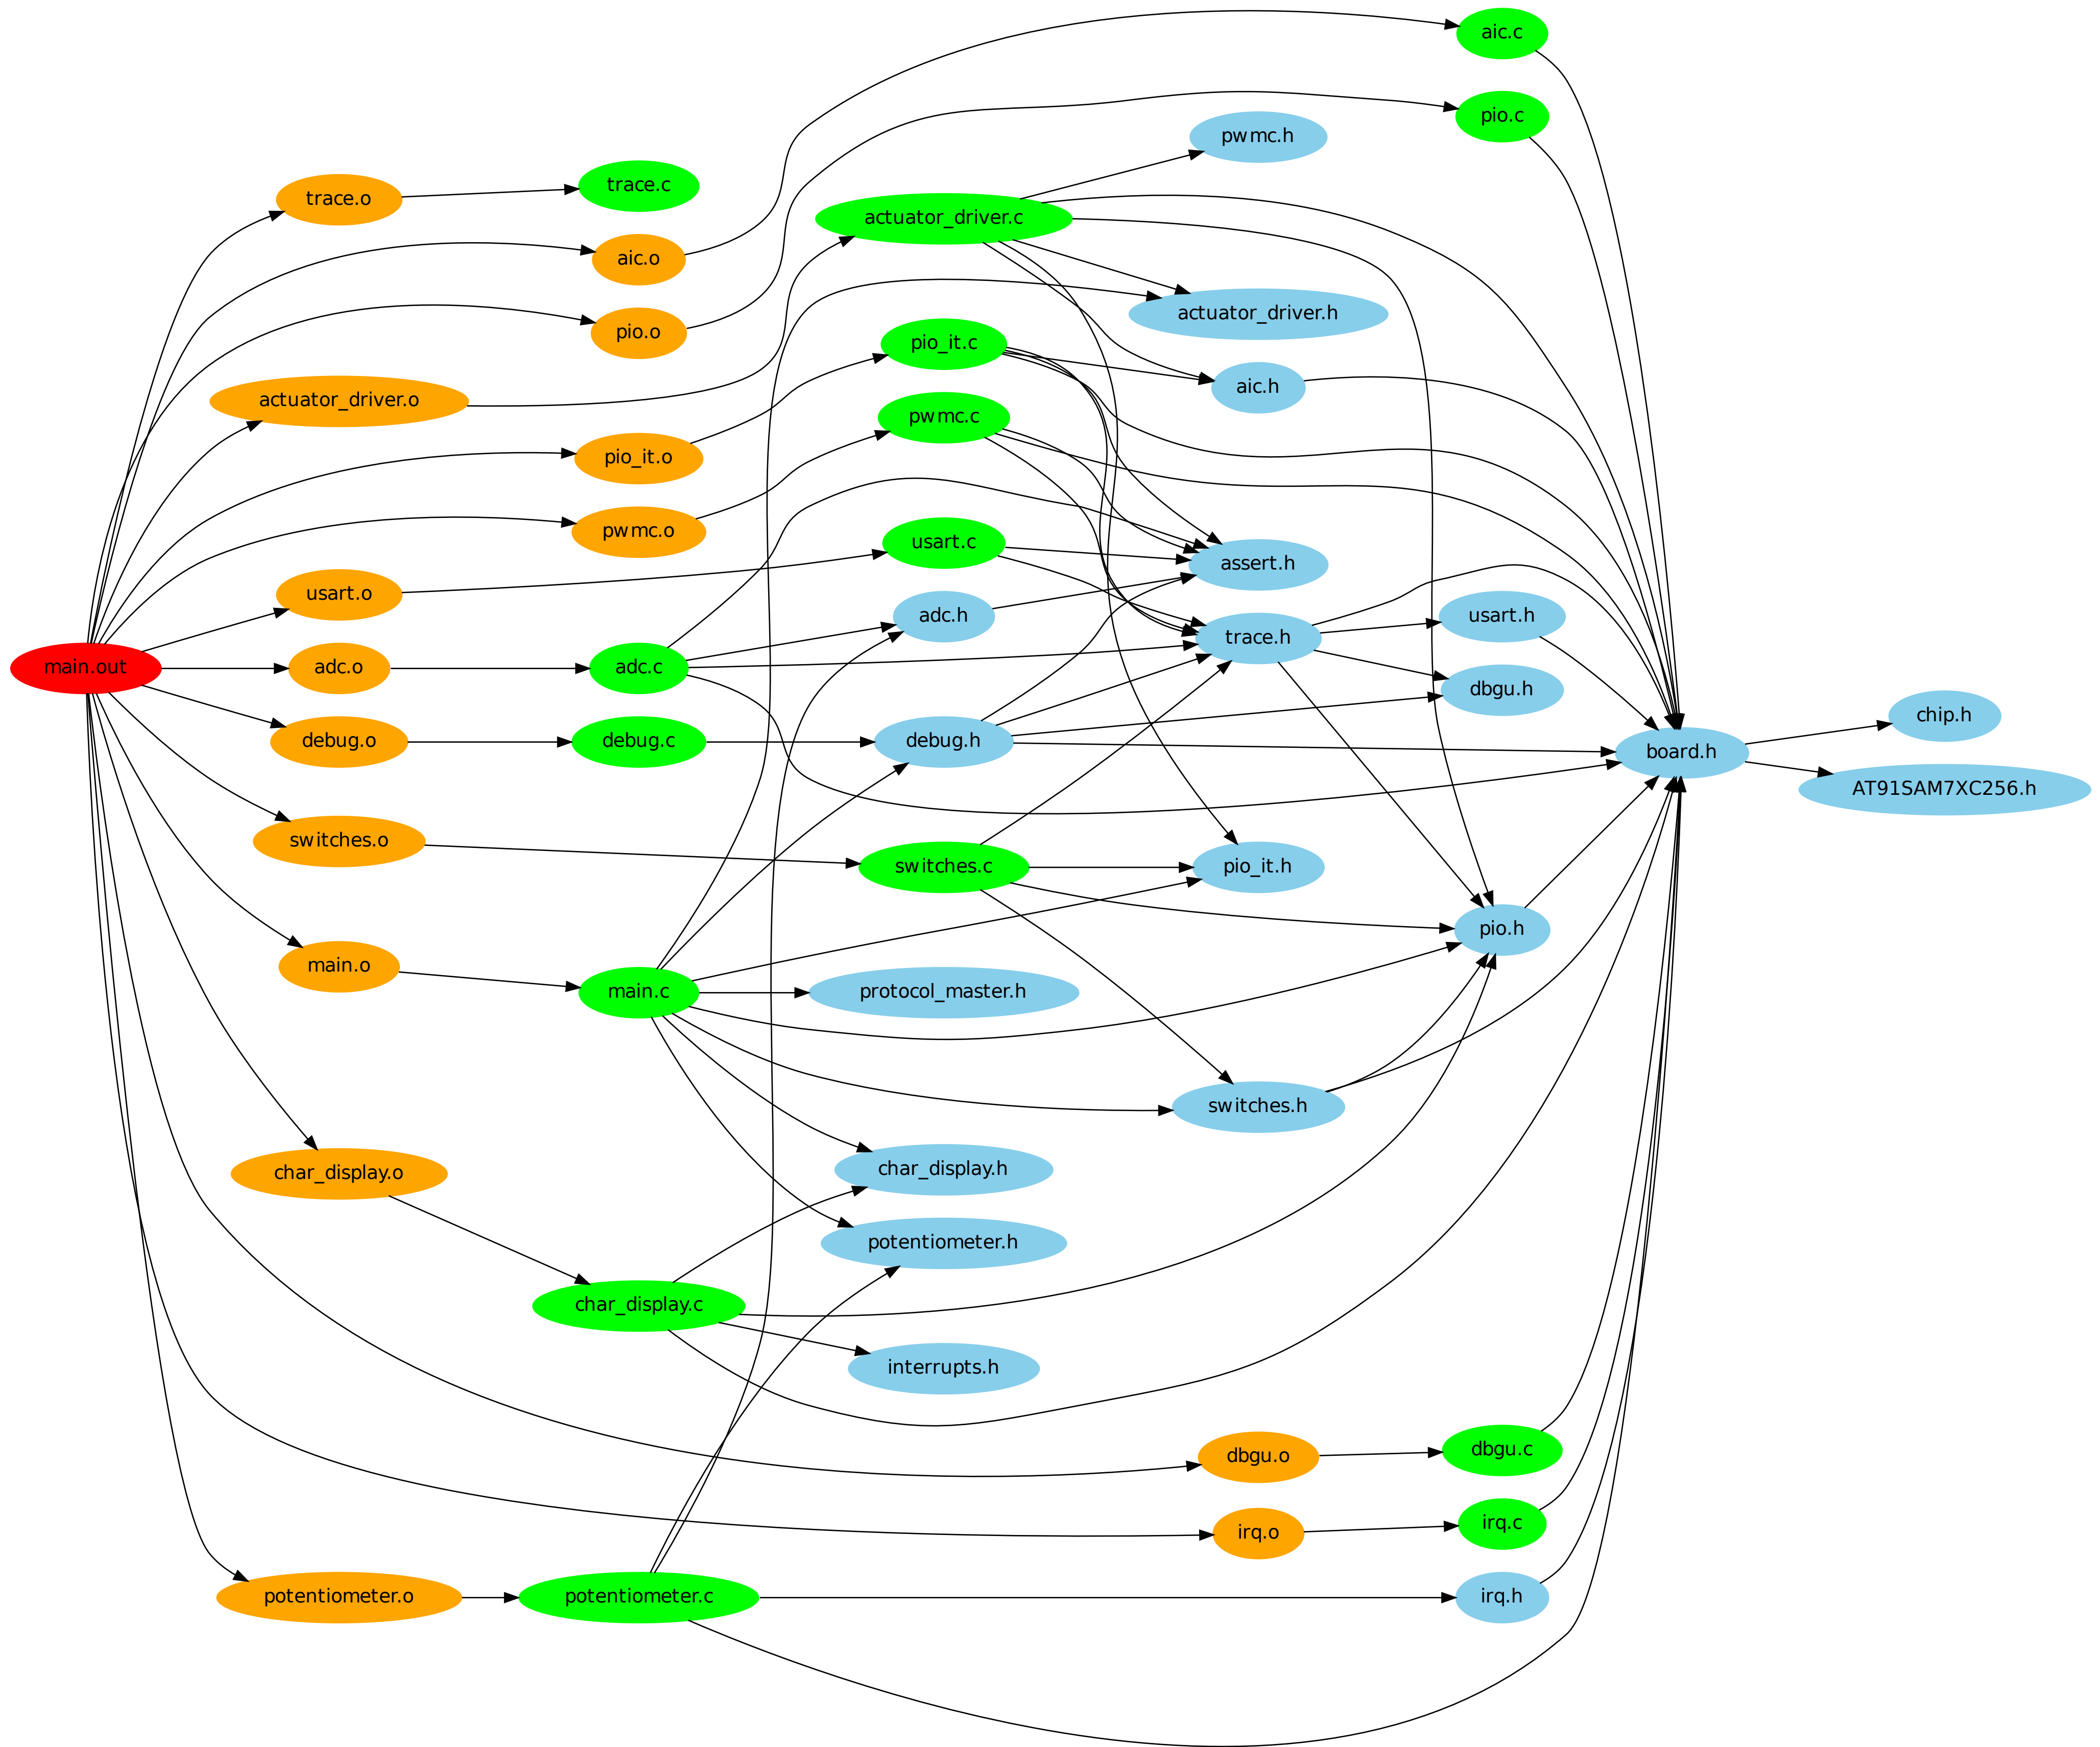 aic.c
pio.c
pwmc.h
trace.c
trace.o
actuator_driver.c
aic.o
actuator_driver.h
pio.o
pio_it.c
aic.h
actuator_driver.o
pwmc.c
pio_it.o
pwmc.o
usart.c
assert.h
usart.o
adc.h
usart.h
trace.h
main.out
adc.o
adc.c
dbgu.h
chip.h
debug.o
debug.c
debug.h
board.h
AT91SAM7XC256.h
switches.o
switches.c
pio_it.h
pio.h
main.o
main.c
protocol_master.h
switches.h
char_display.o
char_display.h
potentiometer.h
char_display.c
interrupts.h
dbgu.o
dbgu.c
irq.o
irq.c
potentiometer.o
potentiometer.c
irq.h